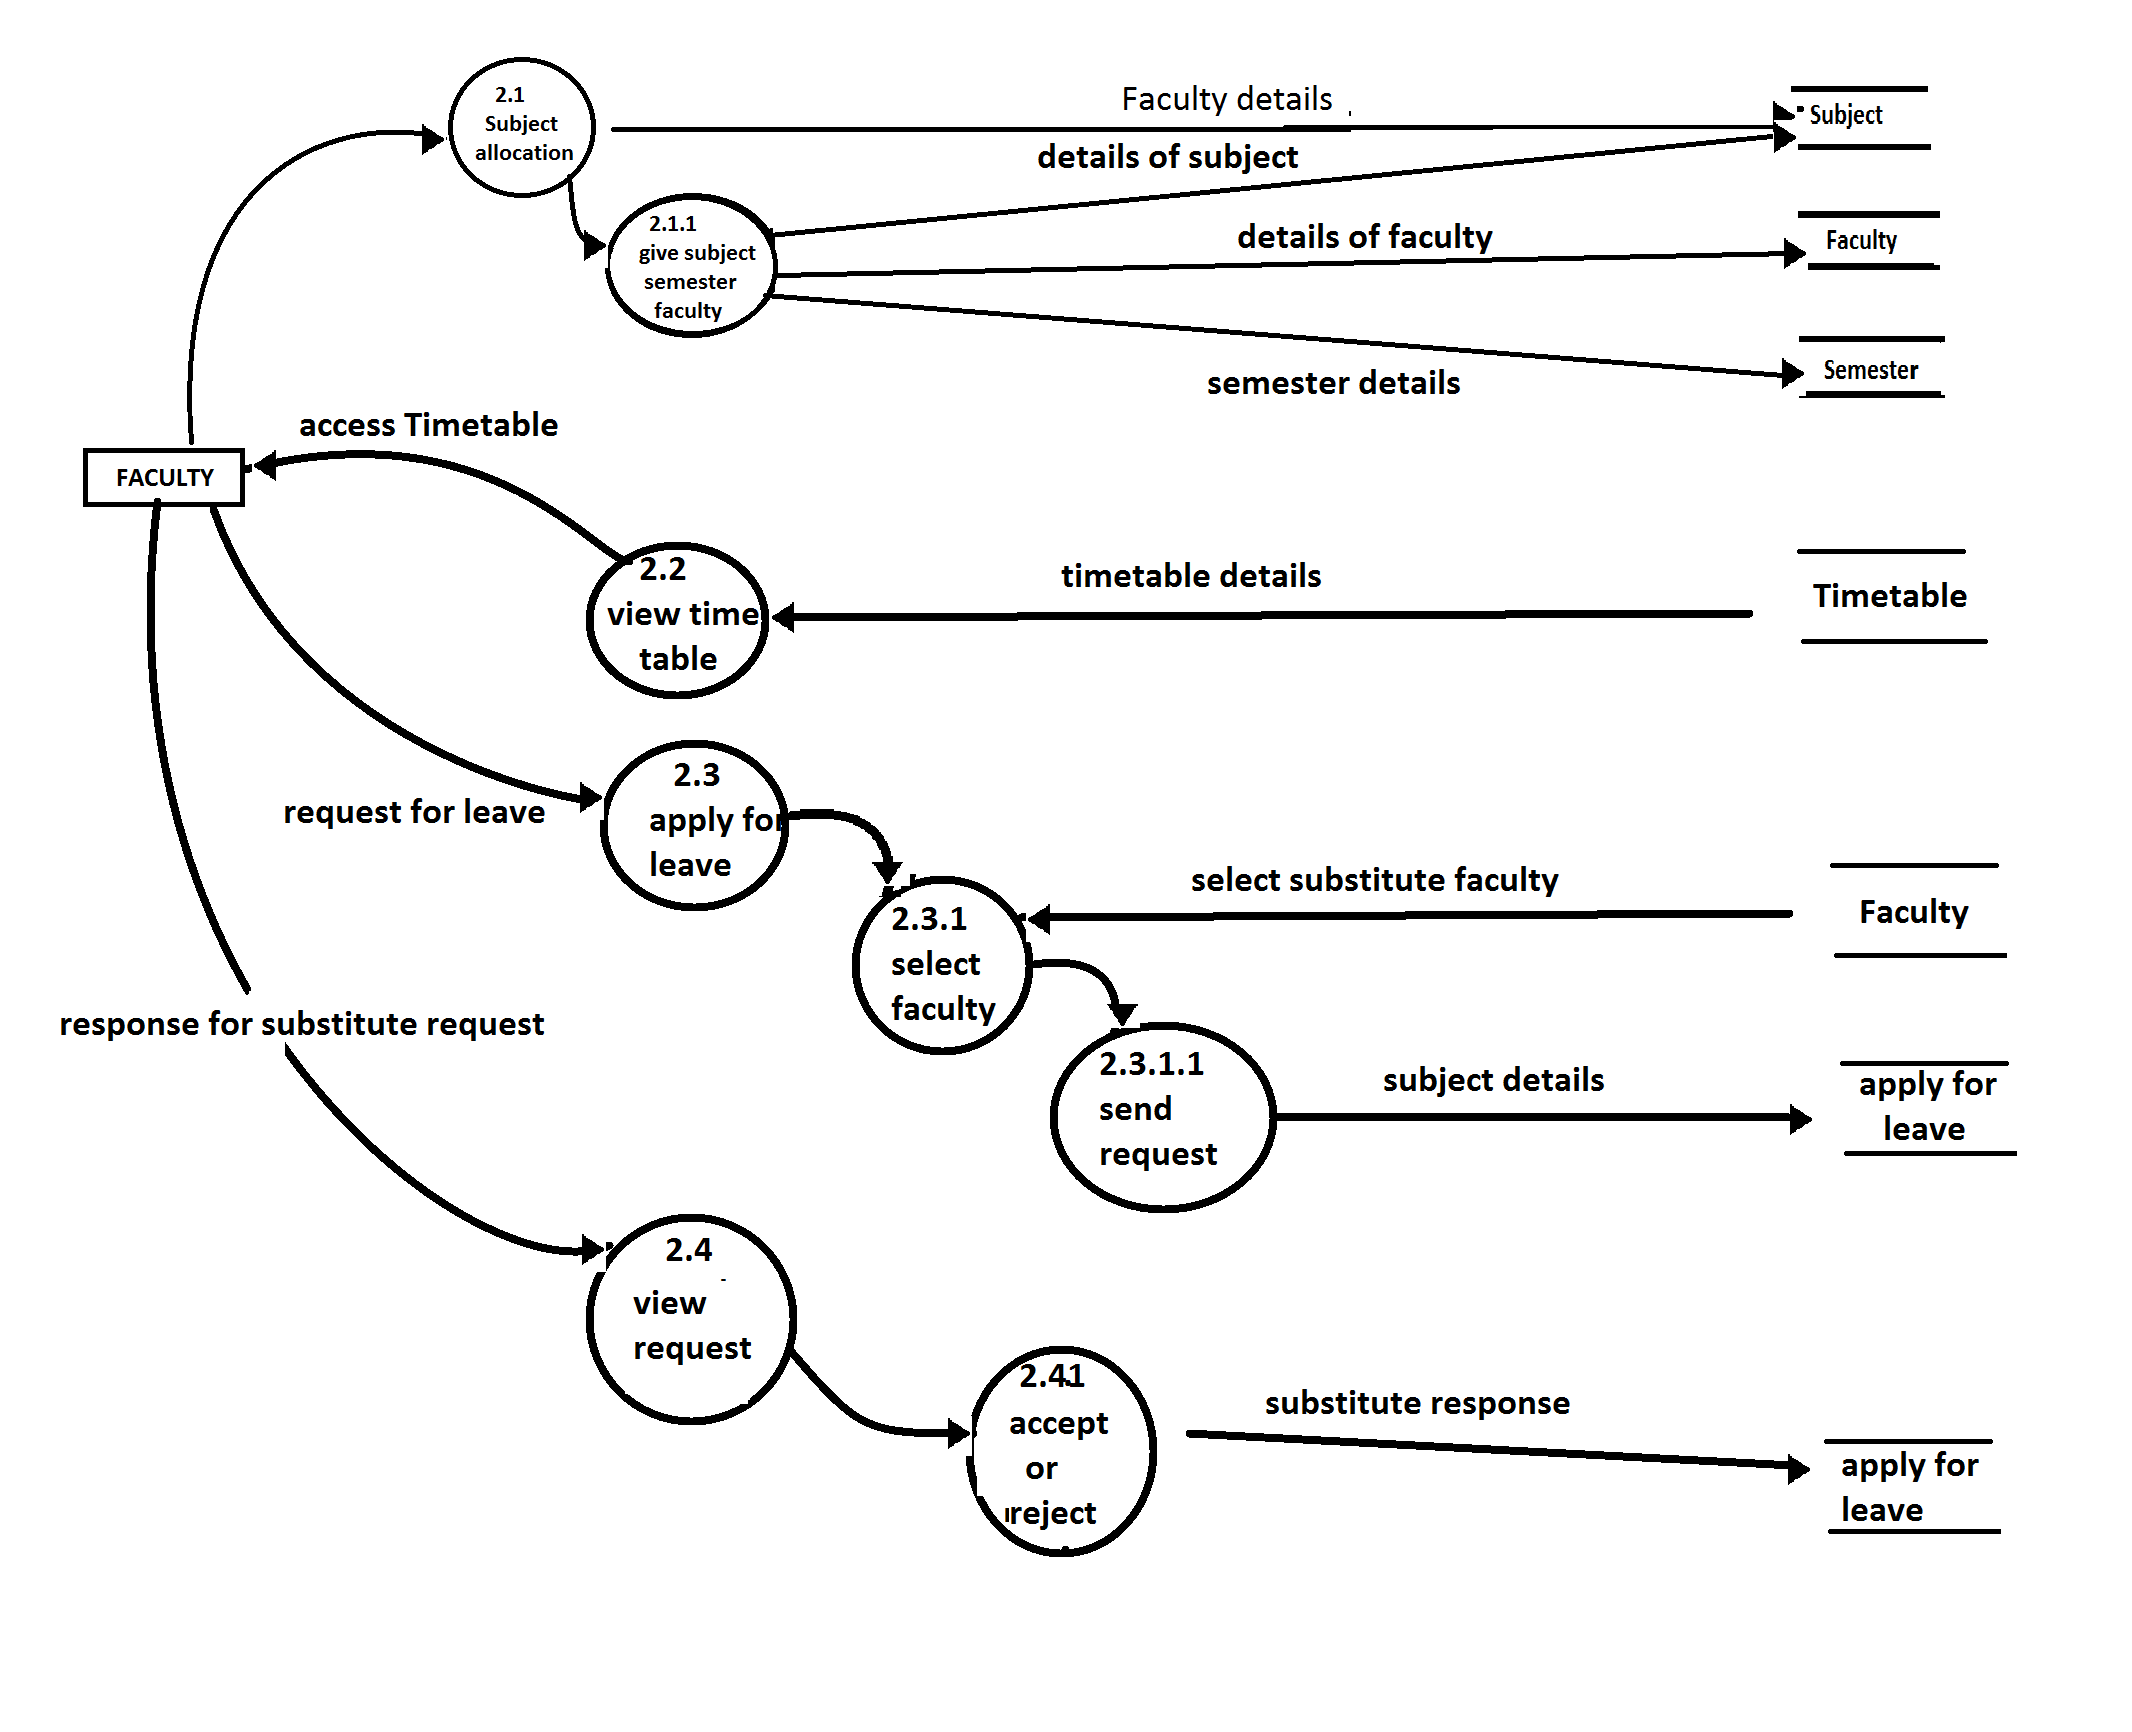 2.1
Subject
allocation
Faculty details
Subject
details of subject
2.1.1
give subject
semester
faculty
details of faculty
Faculty
semester details
Semester
access Timetable
FACULTY
2.2
view time
table
timetable details
Timetable
request for leave
2.3
apply for
leave
select substitute faculty
Faculty
2.3.1
select
faculty
response for substitute request
2.3.1.1
send
request
subject details
apply for
leave
2.4
view
request
2.41
accept
or
reject
substitute response
apply for
leave